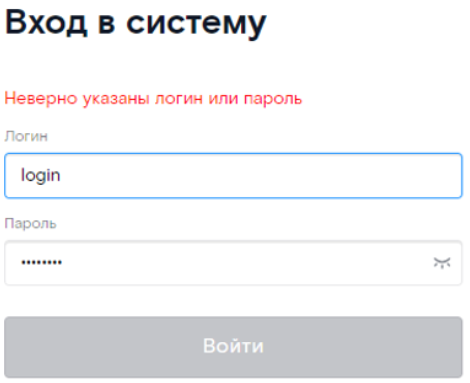 Вход в систему
Неверно указаны логин или пароль
Логин
login
Пароль
••••••••
Войти